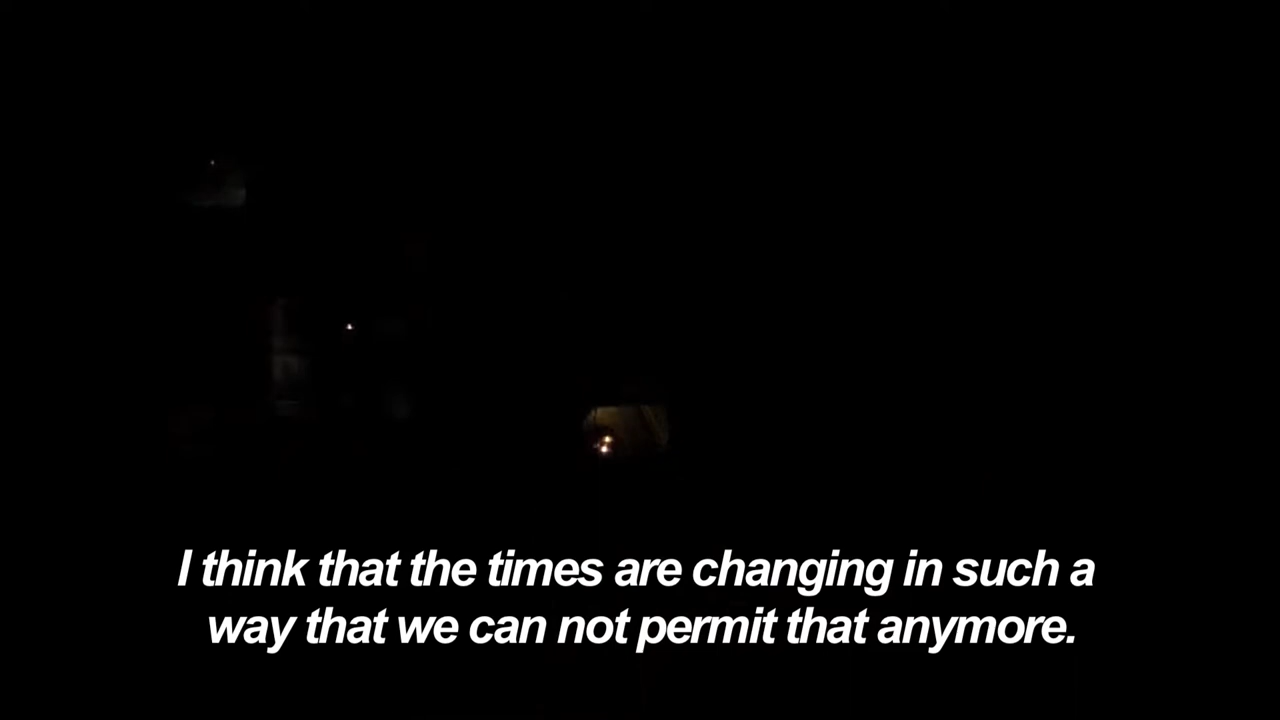 I think that the times are changing in such a
way that we can not permit that anymore.